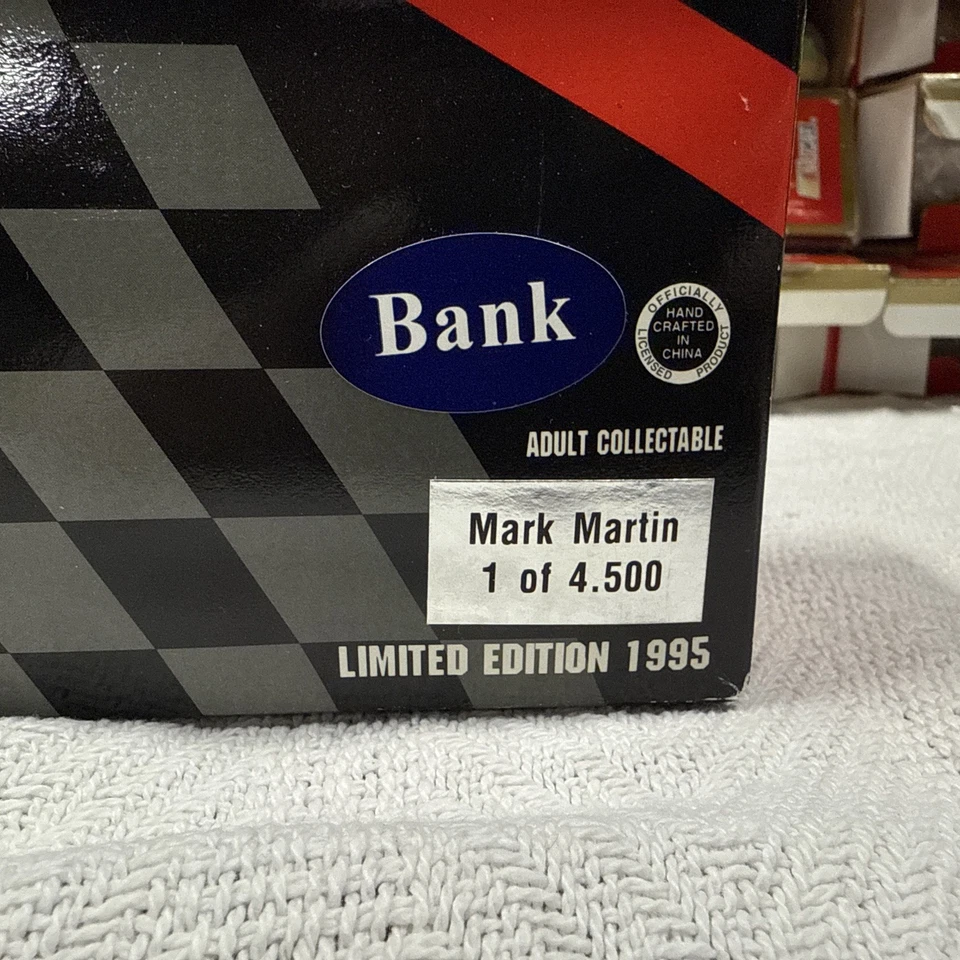 Bank
OFFICIALLY
HAND
CRAFTED
IN
CHINA
LICENSED PRODUCT
ADULT COLLECTABLE
Mark Martin
1 of 4.500
LIMITED EDITION 1995